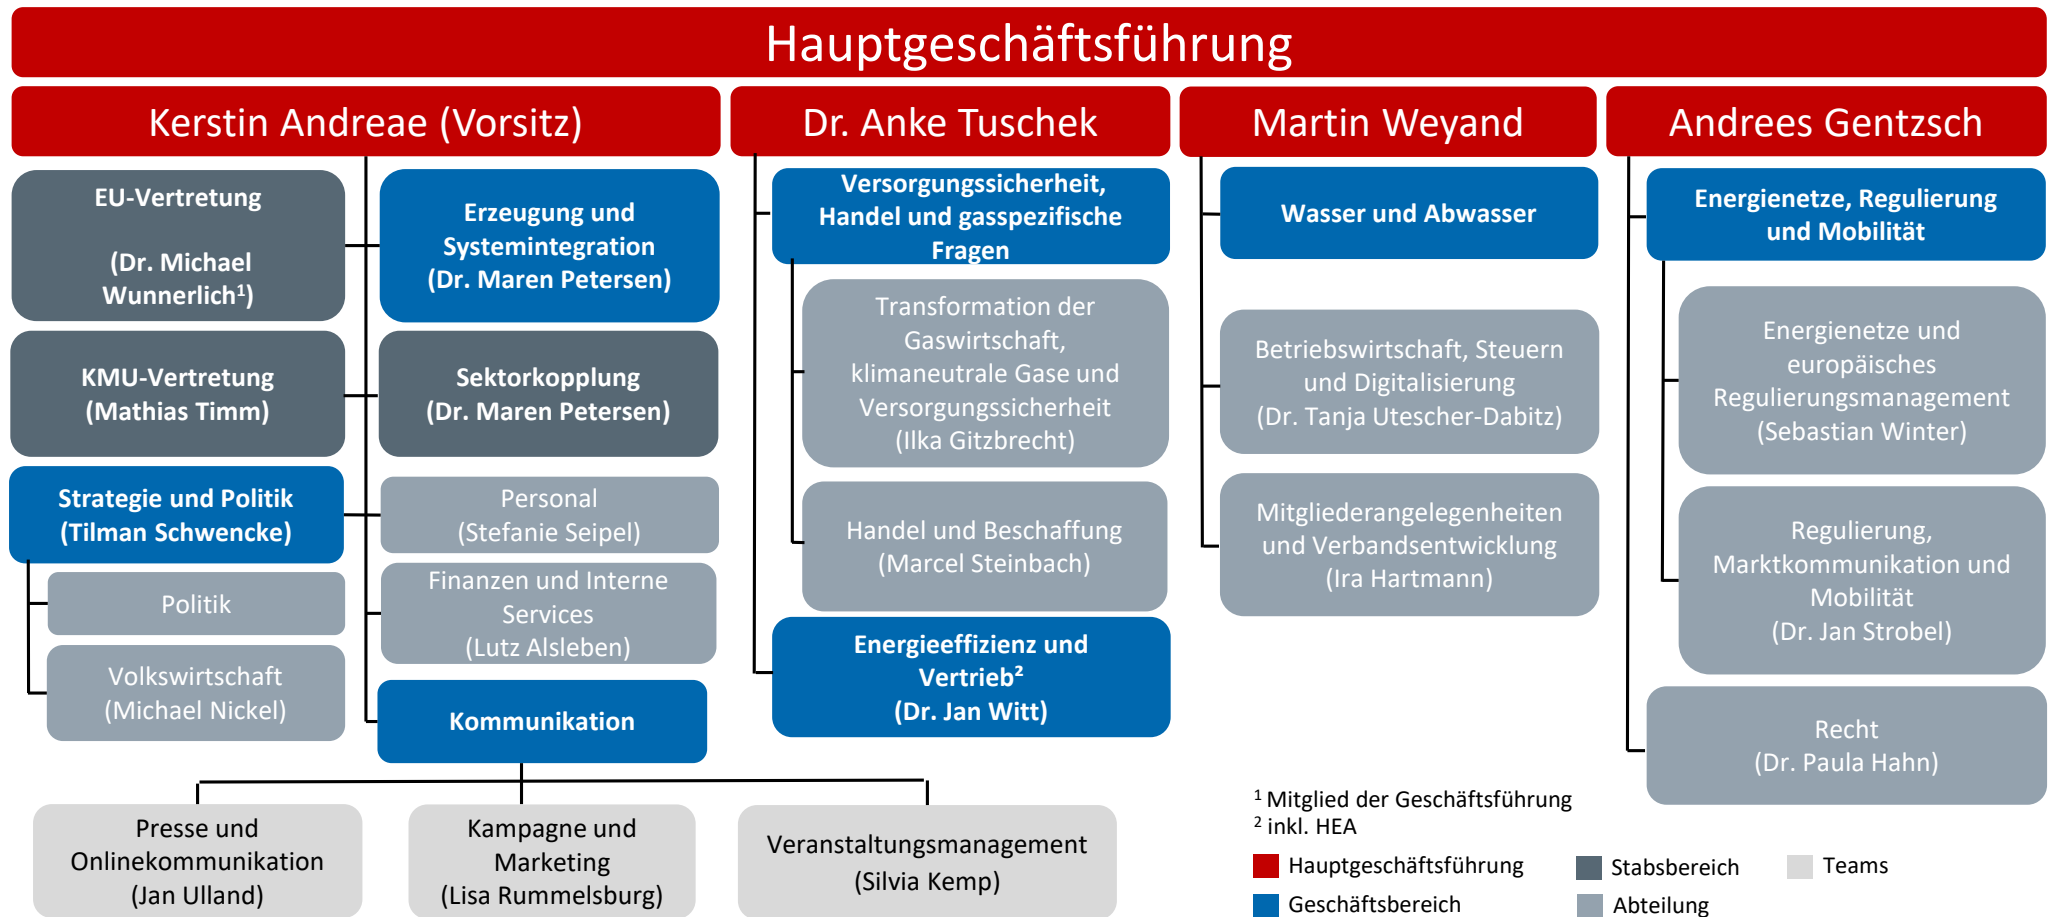 Hauptgeschäftsführung
Kerstin Andreae (Vorsitz)
EU-Vertretung
(Dr. Michael
Wunnerlich¹)
Erzeugung und
Systemintegration
(Dr. Maren Petersen)
KMU-Vertretung
(Mathias Timm)
Sektorkopplung
(Dr. Maren Petersen)
Strategie und Politik
(Tilman Schwencke)
Politik
Volkswirtschaft
(Michael Nickel)
Personal
(Stefanie Seipel)
Finanzen und Interne
Services
(Lutz Alsleben)
Kommunikation
Presse und
Onlinekommunikation
(Jan Ulland)
Kampagne und
Marketing
(Lisa Rummelsburg)
Veranstaltungsmanagement
(Silvia Kemp)
Dr. Anke Tuschek
Versorgungssicherheit,
Handel und gasspezifische
Fragen
Transformation der
Gaswirtschaft,
klimaneutrale Gase und
Versorgungssicherheit
(Ilka Gitzbrecht)
Handel und Beschaffung
(Marcel Steinbach)
Energieeffizienz und
Vertrieb²
(Dr. Jan Witt)
Martin Weyand
Wasser und Abwasser
Betriebswirtschaft, Steuern
und Digitalisierung
(Dr. Tanja Utescher-Dabitz)
Mitgliederangelegenheiten
und Verbandsentwicklung
(Ira Hartmann)
Andrees Gentzsch
Energienetze, Regulierung
und Mobilität
Energienetze und
europäisches
Regulierungsmanagement
(Sebastian Winter)
Regulierung,
Marktkommunikation und
Mobilität
(Dr. Jan Strobel)
Recht
(Dr. Paula Hahn)
¹ Mitglied der Geschäftsführung
² inkl. HEA
Hauptgeschäftsführung
Stabsbereich
Teams
Geschäftsbereich
Abteilung